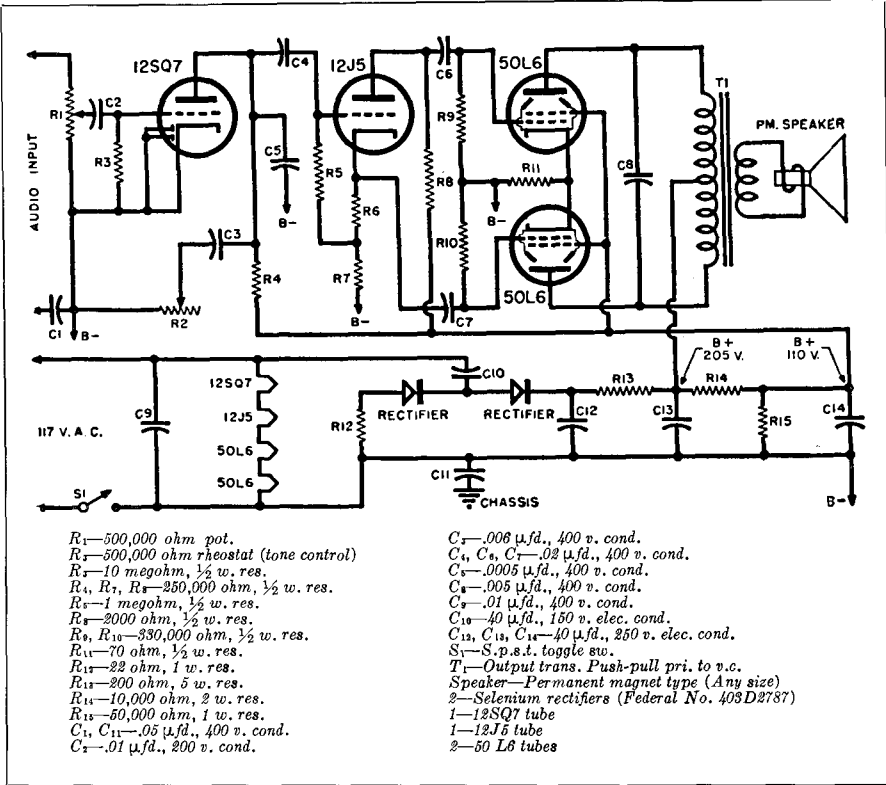 12SQ7
C4
12J5
C6
50L6
T1
PM. SPEAKER
AUDIO INPUT
R1
C2
R3
C5
B-
R5
R6
R7
B-
R8
R9
R11
B-
R10
C8
C3
R4
R2
C1
B-
C7
50L6
B+
205 V.
B+
110 V.
117 V. A. C.
C9
12SQ7
12J5
50L6
50L6
S1
R12
RECTIFIER
C10
RECTIFIER
C12
R13
C13
R14
R15
C14
C11
CHASSIS
B-
R₁—500,000 ohm pot.
R₂—500,000 ohm rheostat (tone control)
R₃—10 megohm, ½ w. res.
R₄, R₇, R₈—250,000 ohm, ½ w. res.
R₅—1 megohm, ½ w. res.
R₆—2000 ohm, ½ w. res.
R₉, R₁₀—330,000 ohm, ½ w. res.
R₁₁—70 ohm, ½ w. res.
R₁₂—22 ohm, 1 w. res.
R₁₃—200 ohm, 5 w. res.
R₁₄—10,000 ohm, 2 w. res.
R₁₅—50,000 ohm, 1 w. res.
C₁, C₁₁—.05 μfd., 400 v. cond.
C₂—.01 μfd., 200 v. cond.
C₃—.006 μfd., 400 v. cond.
C₄, C₆, C₇—.02 μfd., 400 v. cond.
C₅—.0005 μfd., 400 v. cond.
C₈—.005 μfd., 400 v. cond.
C₉—.01 μfd., 400 v. cond.
C₁₀—40 μfd., 150 v. elec. cond.
C₁₂, C₁₃, C₁₄—40 μfd., 250 v. elec. cond.
S₁—S.p.s.t. toggle sw.
T₁—Output trans. Push-pull pri. to v.c.
Speaker—Permanent magnet type (Any size)
2—Selenium rectifiers (Federal No. 403D2787)
1—12SQ7 tube
1—12J5 tube
2—50 L6 tubes